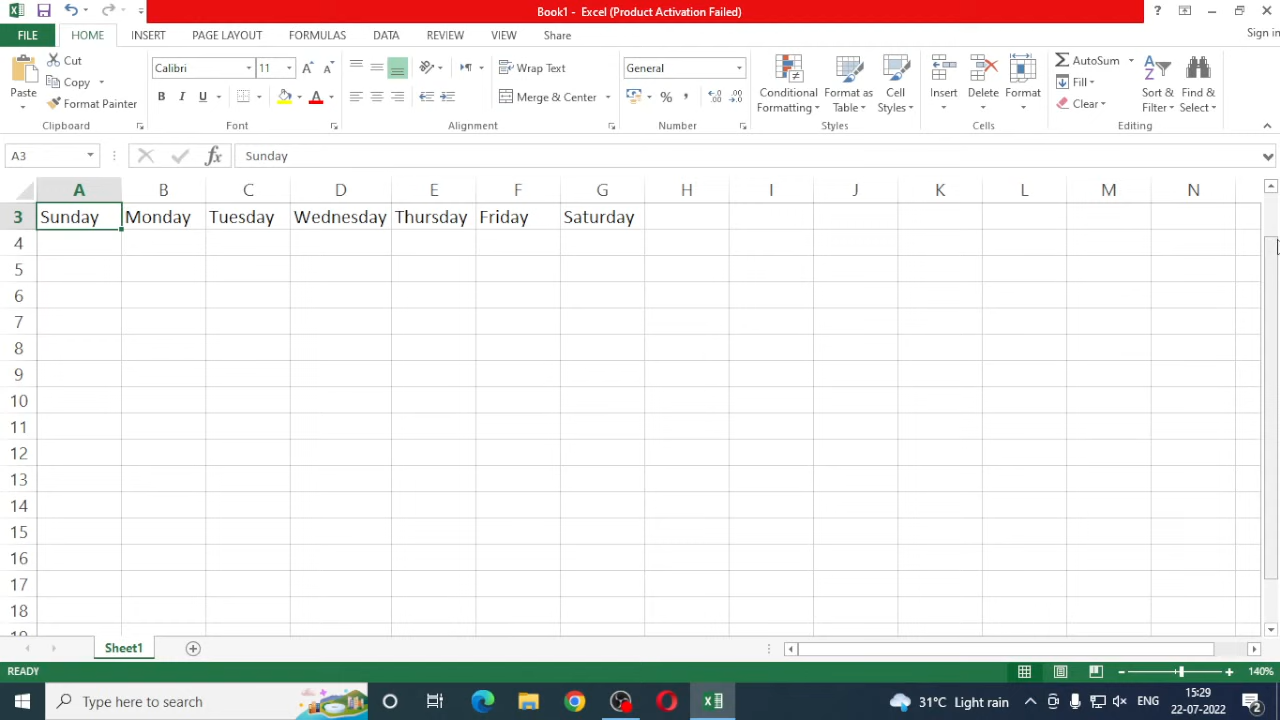 Book1 - Excel (Product Activation Failed)
?
FILE HOME INSERT PAGE LAYOUT FORMULAS DATA REVIEW VIEW Share Sign in
Paste
Cut
Copy
Format Painter
Clipboard
Calibri 11
B I U A
Font
Wrap Text
Merge & Center
Alignment
General
% ,
Number
Conditional Formatting
Format as Table
Cell Styles
Styles
Insert Delete Format
Cells
AutoSum
Fill
Clear
Sort & Filter
Find & Select
Editing
A3 fx Sunday
A B C D E F G H I J K L M N
3 Sunday Monday Tuesday Wednesday Thursday Friday Saturday
4
5
6
7
8
9
10
11
12
13
14
15
16
17
18
19
Sheet1
READY 140%
Type here to search
31°C Light rain
ENG
15:29
22-07-2022
2